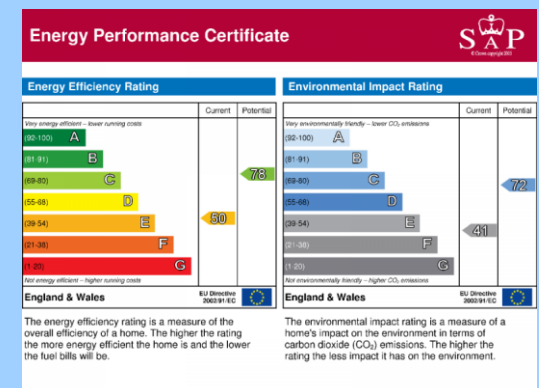 Energy Performance Certificate
SAP
© Crown copyright 2005
Energy Efficiency Rating
Current Potential
Very energy efficient – lower running costs
(92-100) A
(81-91) B
(69-80) C
78
(55-68) D
(39-54) E
50
(21-38) F
(1-20) G
Not energy efficient – higher running costs
England & Wales
EU Directive
2002/91/EC
The energy efficiency rating is a measure of the
overall efficiency of a home. The higher the rating
the more energy efficient the home is and the lower
the fuel bills will be.
Environmental Impact Rating
Current Potential
Very environmentally friendly – lower CO₂ emissions
(92-100) A
(81-91) B
(69-80) C
72
(55-68) D
(39-54) E
41
(21-38) F
(1-20) G
Not environmentally friendly – higher CO₂ emissions
England & Wales
EU Directive
2002/91/EC
The environmental impact rating is a measure of a
home's impact on the environment in terms of
carbon dioxide (CO₂) emissions. The higher the
rating the less impact it has on the environment.